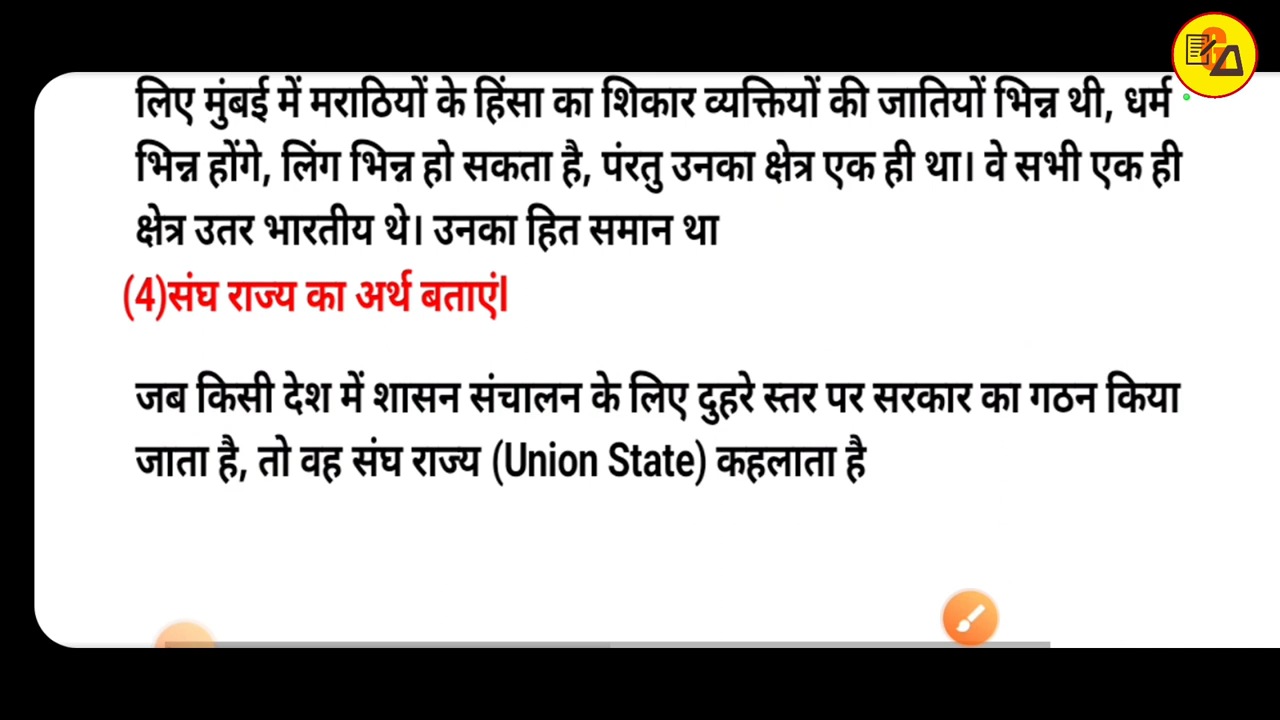 लिए मुंबई में मराठियों के हिंसा का शिकार व्यक्तियों की जातियों भिन्न थी, धर्म
भिन्न होंगे, लिंग भिन्न हो सकता है, पंरतु उनका क्षेत्र एक ही था। वे सभी एक ही
क्षेत्र उतर भारतीय थे। उनका हित समान था
(4)संघ राज्य का अर्थ बताएं।
जब किसी देश में शासन संचालन के लिए दुहरे स्तर पर सरकार का गठन किया
जाता है, तो वह संघ राज्य (Union State) कहलाता है